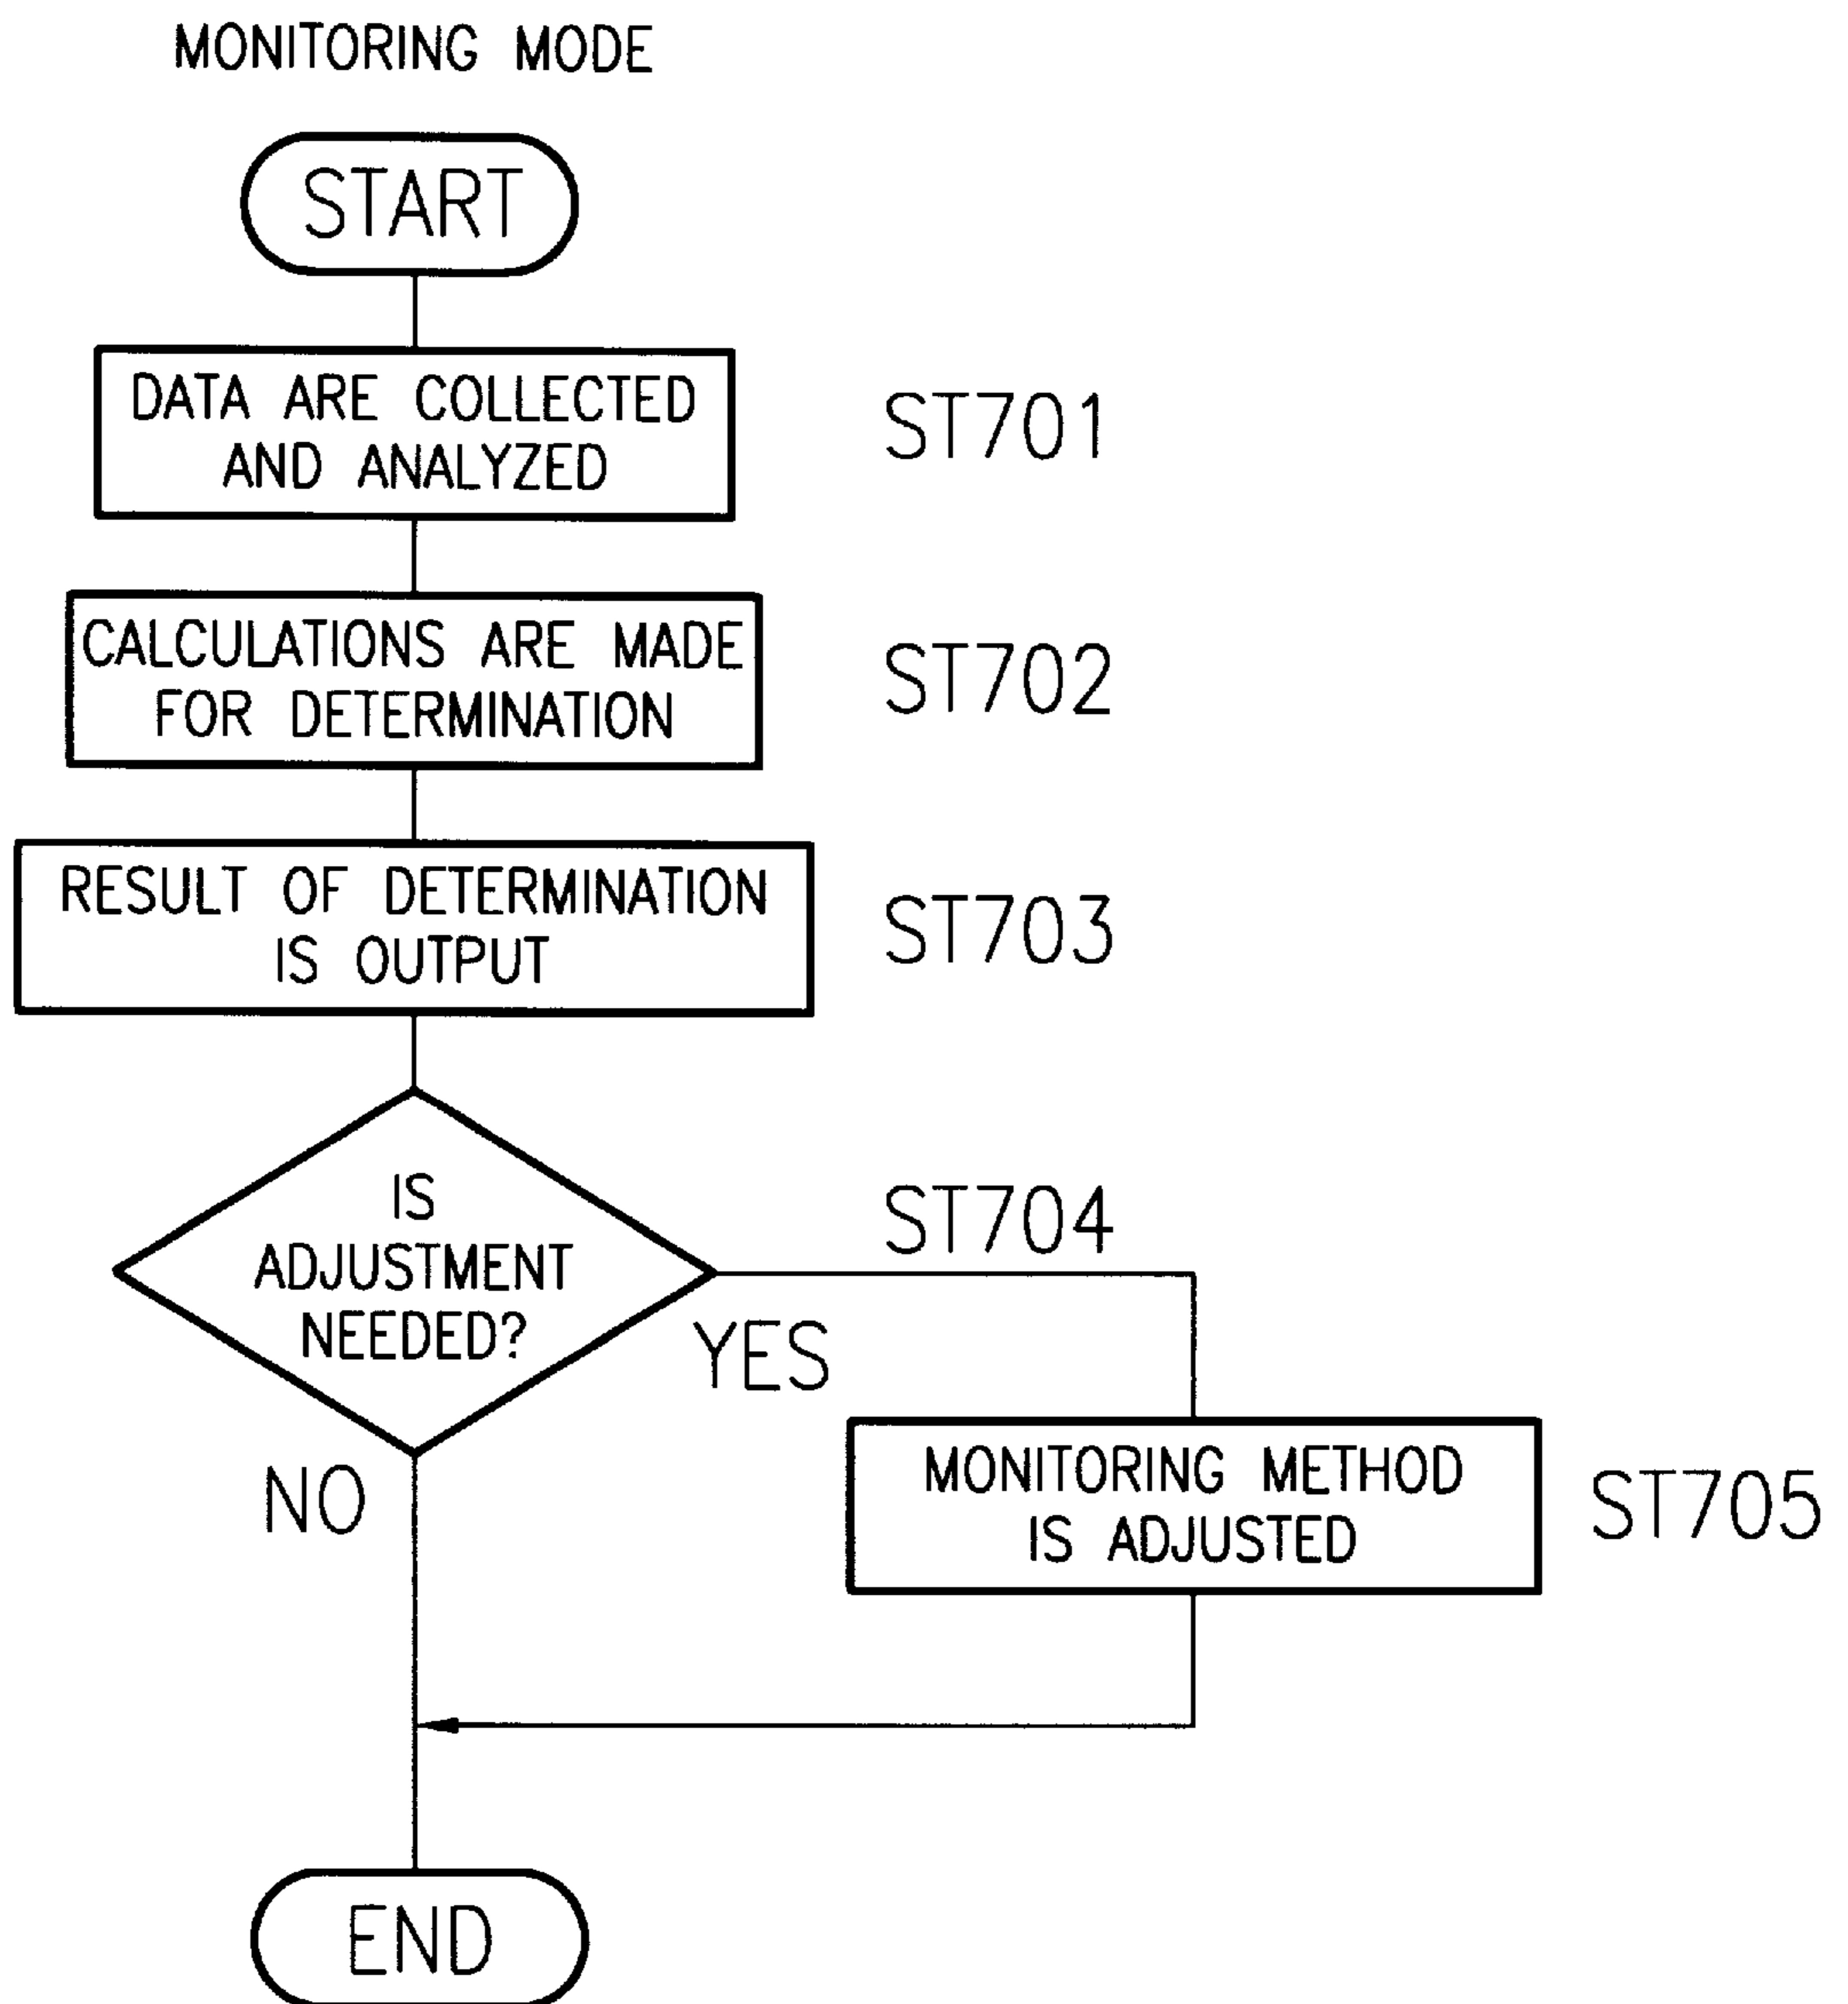 MONITORING MODE
START
DATA ARE COLLECTED
AND ANALYZED
ST701
CALCULATIONS ARE MADE
FOR DETERMINATION
ST702
RESULT OF DETERMINATION
IS OUTPUT
ST703
IS
ADJUSTMENT
NEEDED?
ST704
YES
NO
MONITORING METHOD
IS ADJUSTED
ST705
END